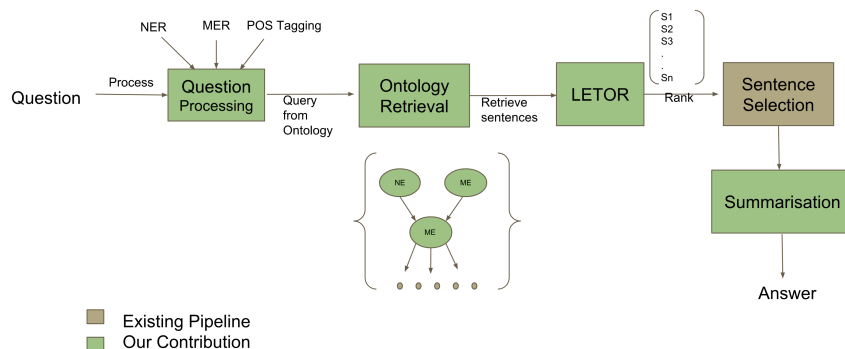 NER
MER
POS Tagging
S1
S2
S3
.
.
Sn
Question
Process
Question
Processing
Query
from
Ontology
Ontology
Retrieval
Retrieve
sentences
LETOR
Rank
Sentence
Selection
NE
ME
ME
Summarisation
Answer
Existing Pipeline
Our Contribution